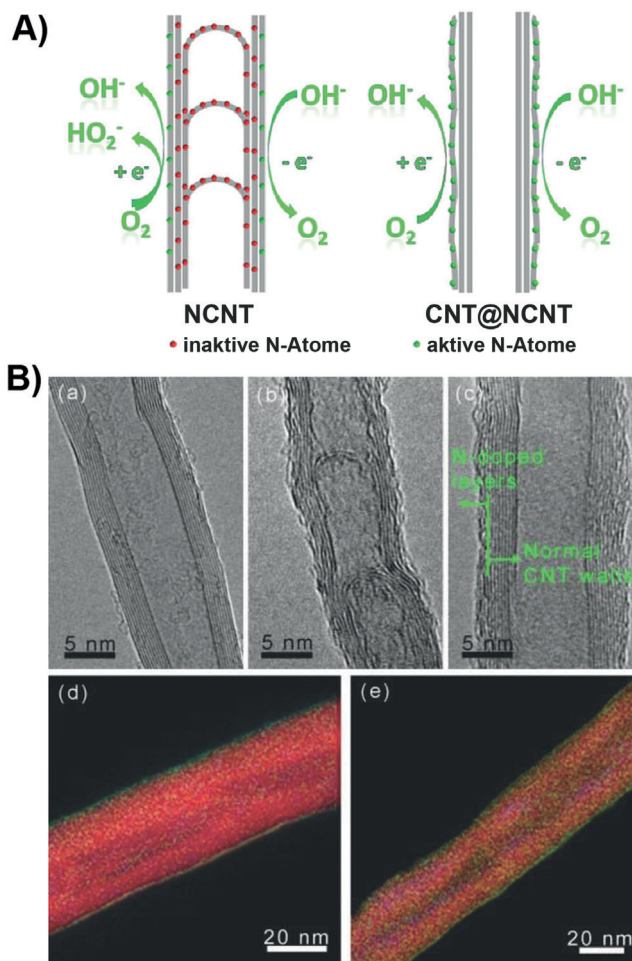 A)
OH⁻ OH⁻ OH⁻ OH⁻
HO₂⁻
+ e⁻ - e⁻ + e⁻ - e⁻
O₂ O₂ O₂ O₂
NCNT CNT@NCNT
inaktive N-Atome aktive N-Atome
B)
(a) (b) (c)
N-doped
layers
Normal
CNT walls
5 nm 5 nm 5 nm
(d) (e)
20 nm 20 nm